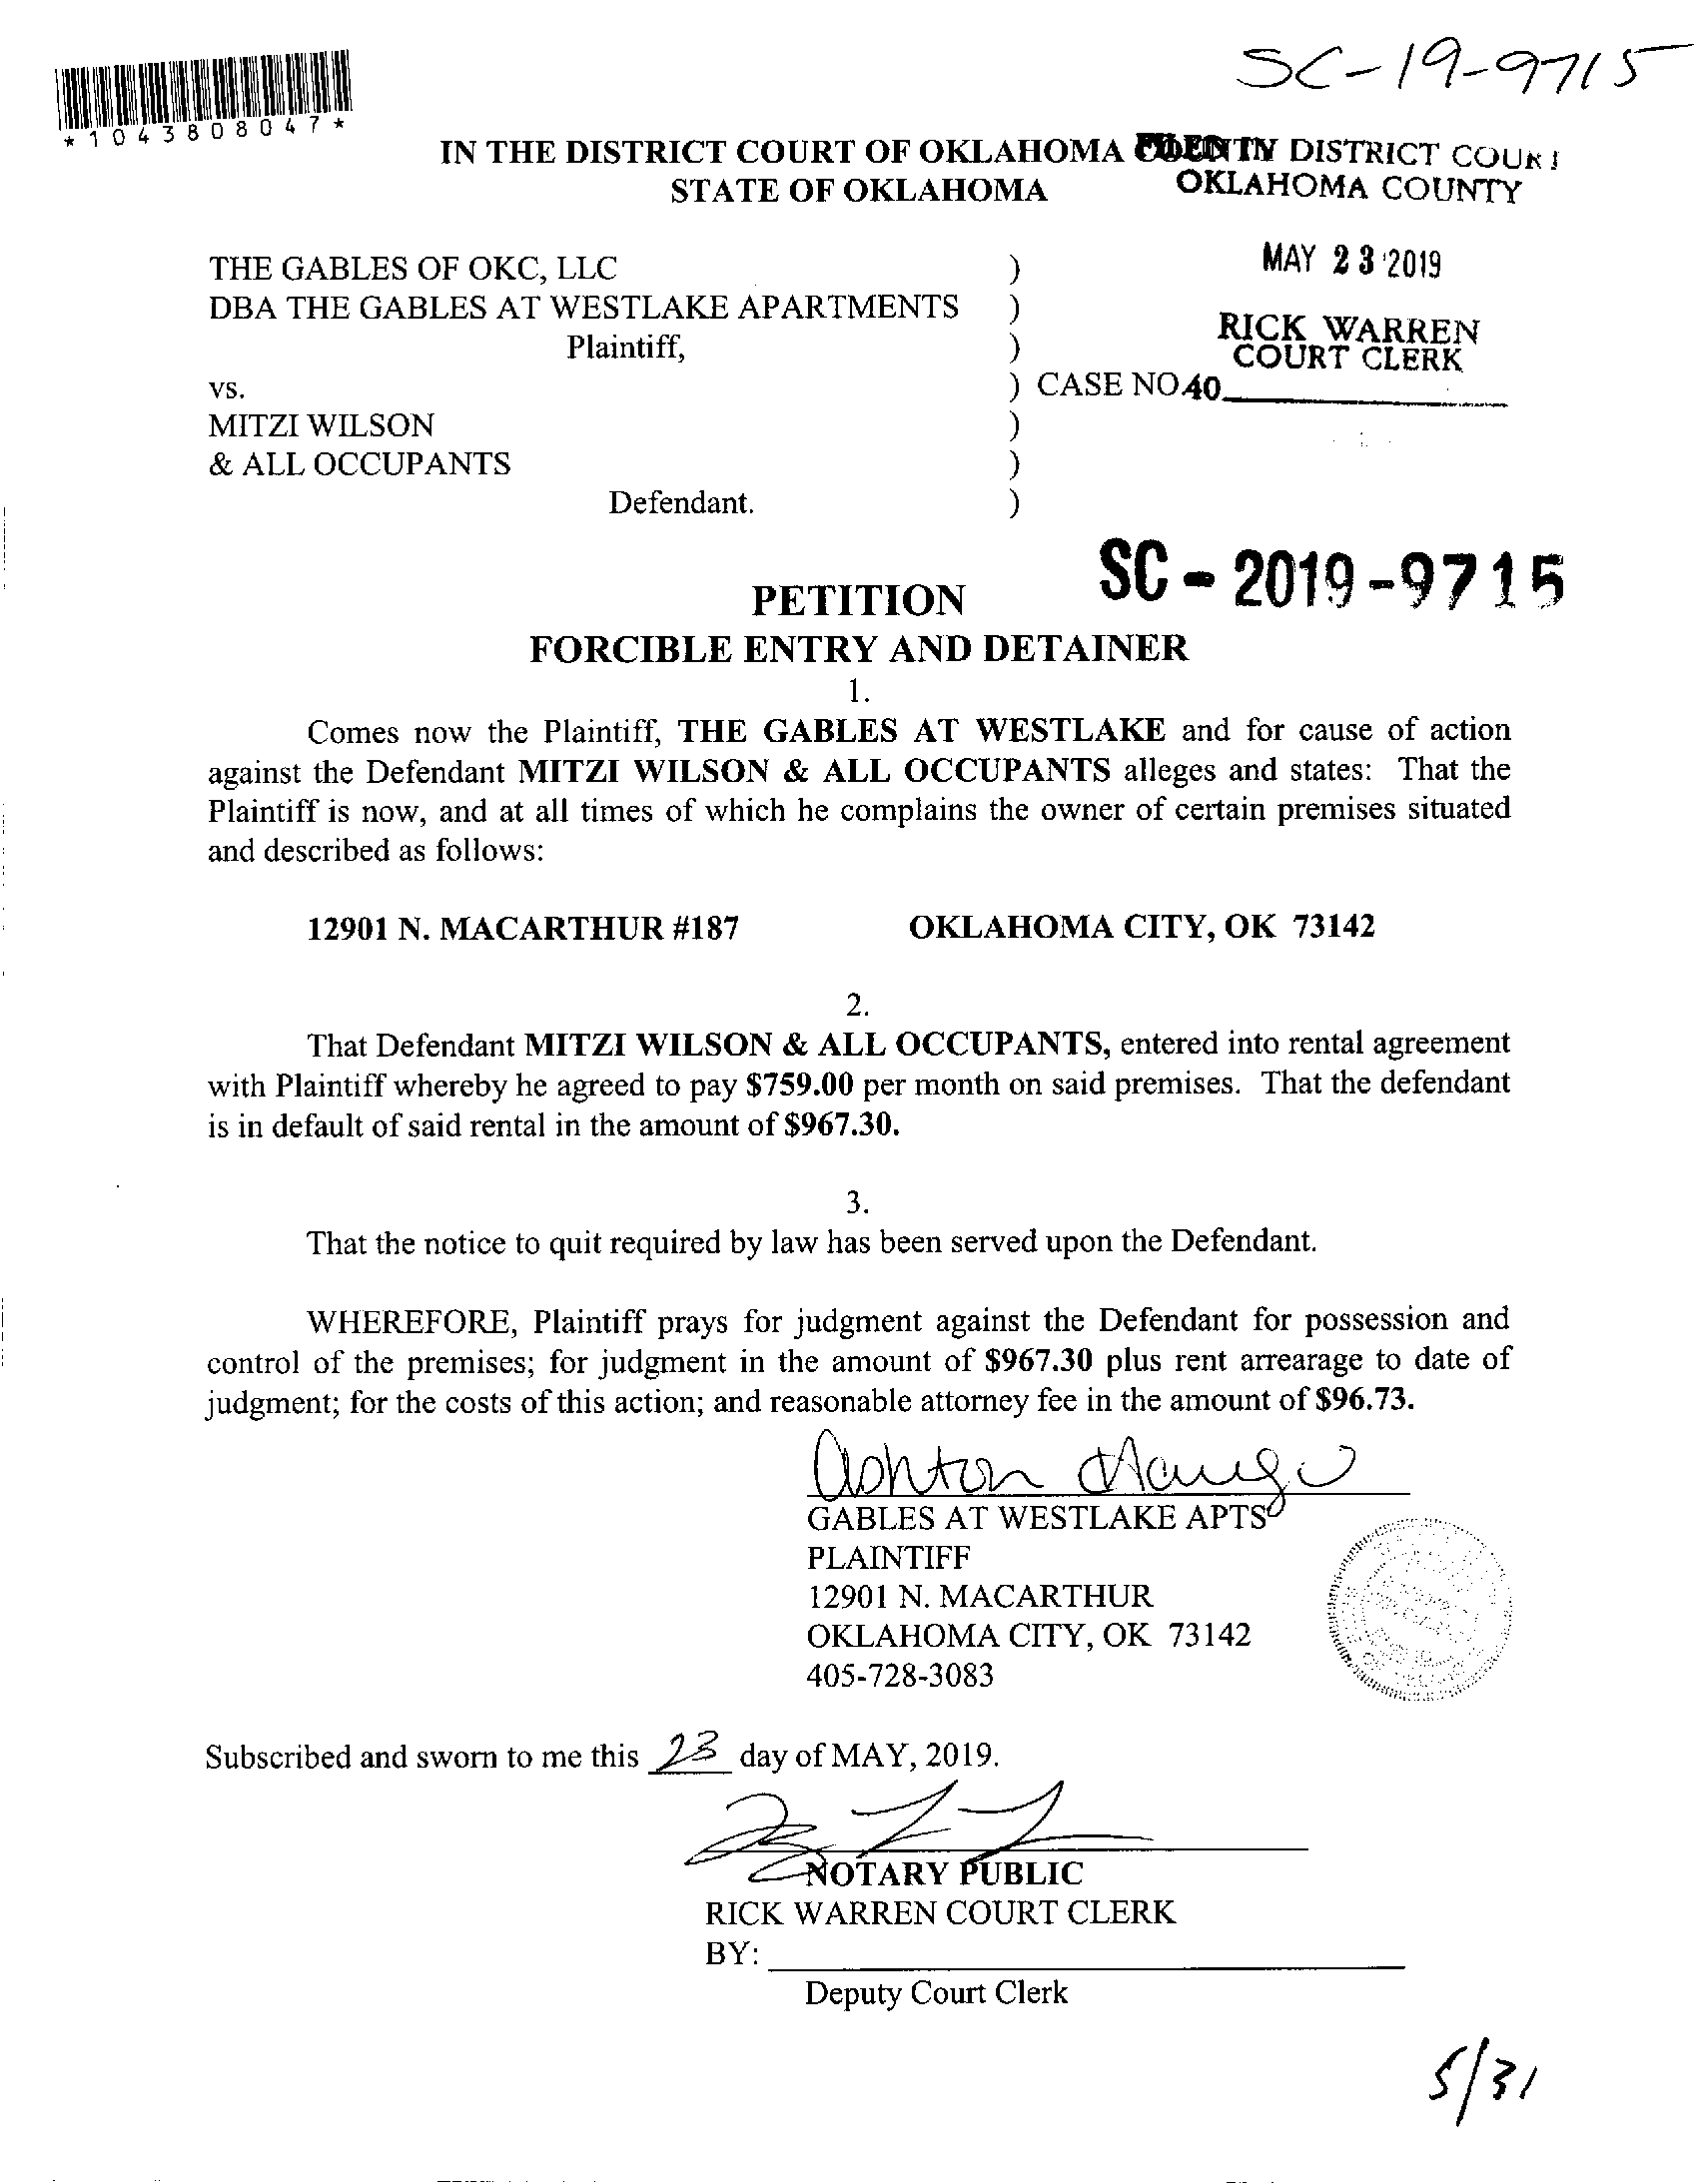 SC-19-9715
*1043808047*
IN THE DISTRICT COURT OF OKLAHOMA COUNTY
STATE OF OKLAHOMA
FILED IN DISTRICT COURT
OKLAHOMA COUNTY
MAY 23 2019
RICK WARREN
COURT CLERK
40
THE GABLES OF OKC, LLC )
DBA THE GABLES AT WESTLAKE APARTMENTS )
Plaintiff, )
vs. ) CASE NO.
MITZI WILSON )
& ALL OCCUPANTS )
Defendant. )
SC - 2019 - 9715
PETITION
FORCIBLE ENTRY AND DETAINER
1.
Comes now the Plaintiff, THE GABLES AT WESTLAKE and for cause of action
against the Defendant MITZI WILSON & ALL OCCUPANTS alleges and states: That the
Plaintiff is now, and at all times of which he complains the owner of certain premises situated
and described as follows:
12901 N. MACARTHUR #187 OKLAHOMA CITY, OK 73142
2.
That Defendant MITZI WILSON & ALL OCCUPANTS, entered into rental agreement
with Plaintiff whereby he agreed to pay $759.00 per month on said premises. That the defendant
is in default of said rental in the amount of $967.30.
3.
That the notice to quit required by law has been served upon the Defendant.
WHEREFORE, Plaintiff prays for judgment against the Defendant for possession and
control of the premises; for judgment in the amount of $967.30 plus rent arrearage to date of
judgment; for the costs of this action; and reasonable attorney fee in the amount of $96.73.
Ashton
GABLES AT WESTLAKE APTS
PLAINTIFF
12901 N. MACARTHUR
OKLAHOMA CITY, OK 73142
405-728-3083
Subscribed and sworn to me this 23 day of MAY, 2019.
NOTARY PUBLIC
RICK WARREN COURT CLERK
BY:
Deputy Court Clerk
5/31